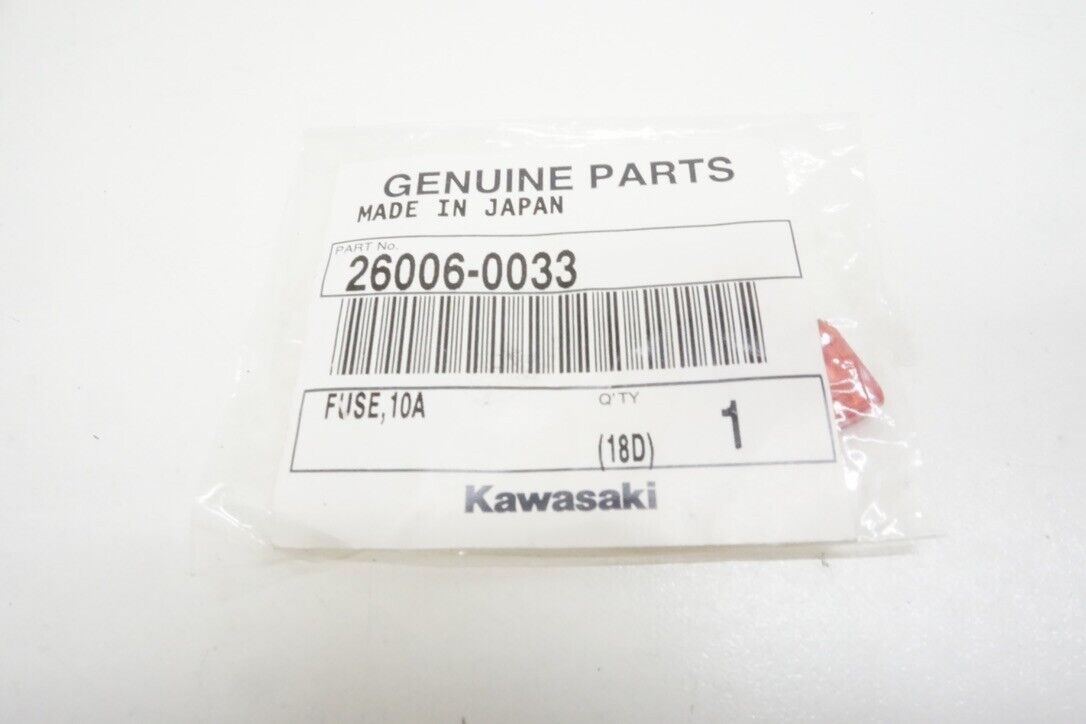 GENUINE PARTS
MADE IN JAPAN
PART No.
26006-0033
FUSE,10A
Q'TY
(18D)
1
Kawasaki